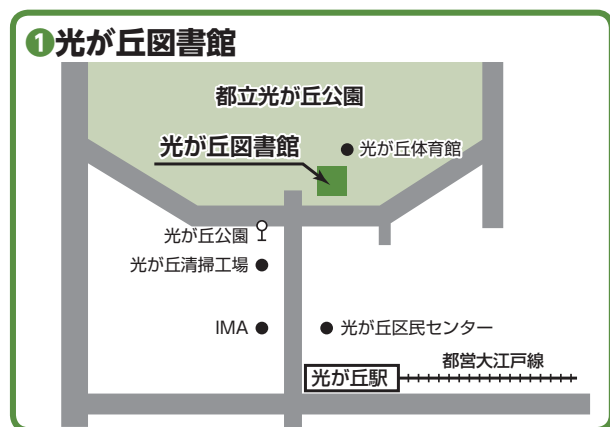 ❶光が丘図書館
都立光が丘公園
光が丘図書館
光が丘体育館
光が丘公園
光が丘清掃工場
IMA
光が丘区民センター
都営大江戸線
光が丘駅